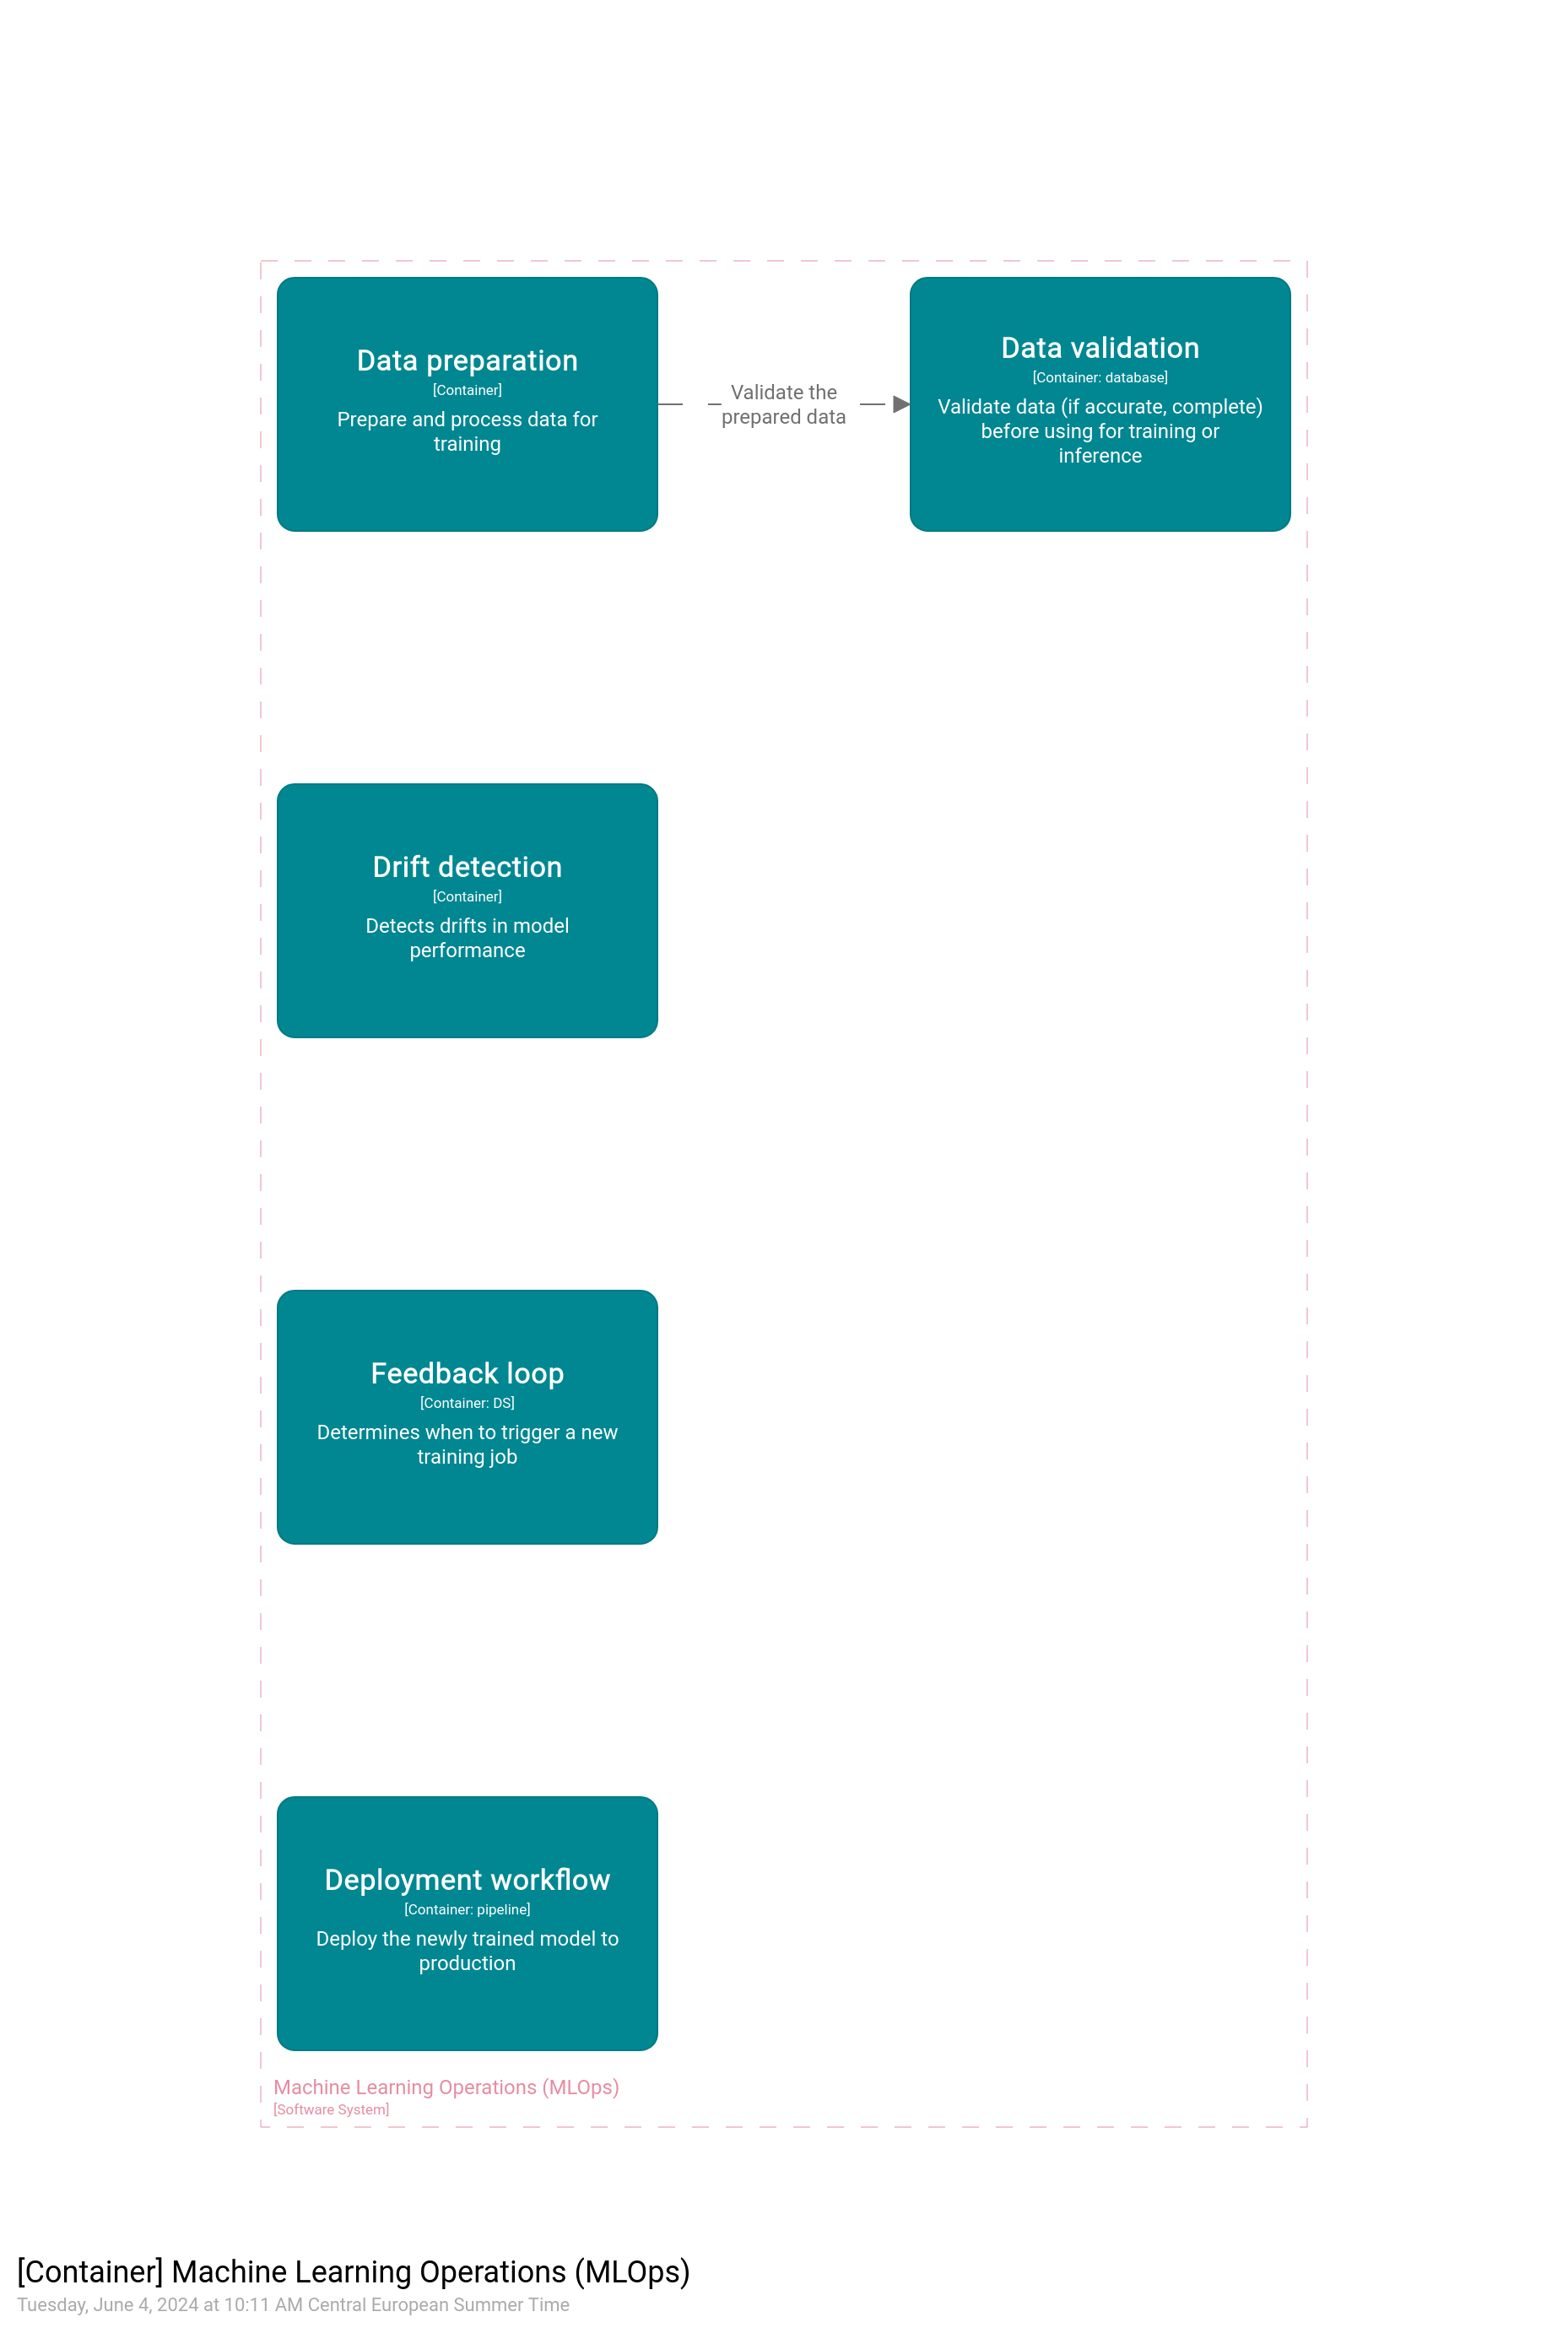 Data preparation
[Container]
Prepare and process data for
training
Validate the
prepared data
Data validation
[Container: database]
Validate data (if accurate, complete)
before using for training or
inference
Drift detection
[Container]
Detects drifts in model
performance
Feedback loop
[Container: DS]
Determines when to trigger a new
training job
Deployment workflow
[Container: pipeline]
Deploy the newly trained model to
production
Machine Learning Operations (MLOps)
[Software System]
[Container] Machine Learning Operations (MLOps)
Tuesday, June 4, 2024 at 10:11 AM Central European Summer Time